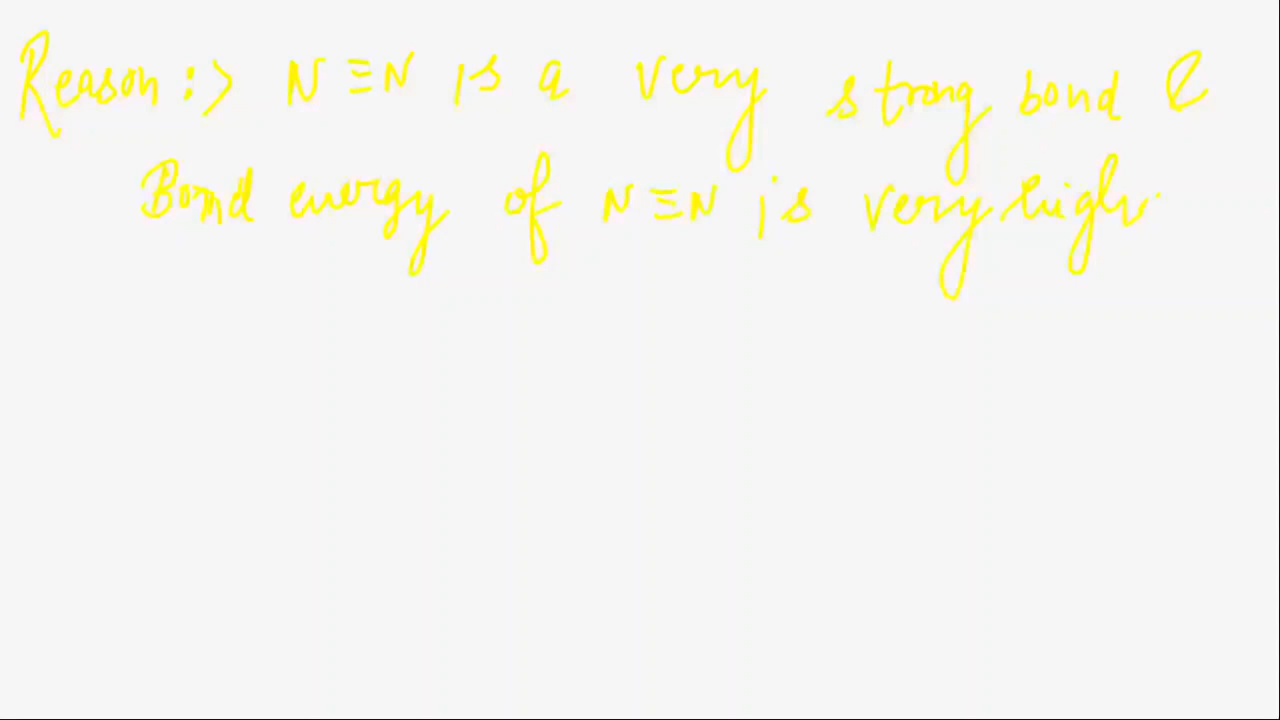 Reason :> N≡N is a very strong bond &
Bond energy of N≡N is very high.